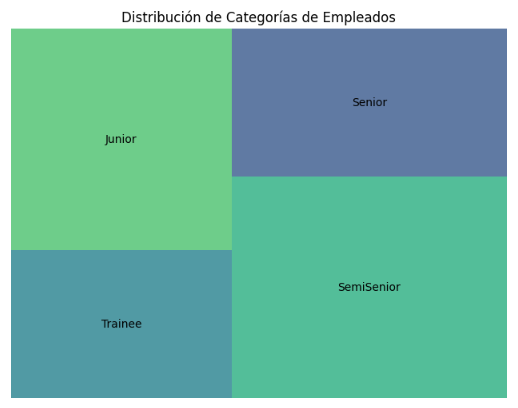 Distribución de Categorías de Empleados
Junior
Senior
Trainee
SemiSenior